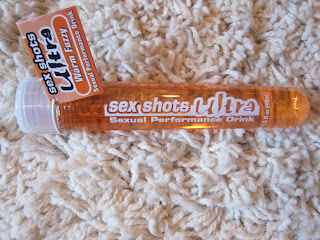 sex shots
ultra
Warm Fuzzy
Sexual Performance Drink
sex shots ultra
Sexual Performance Drink